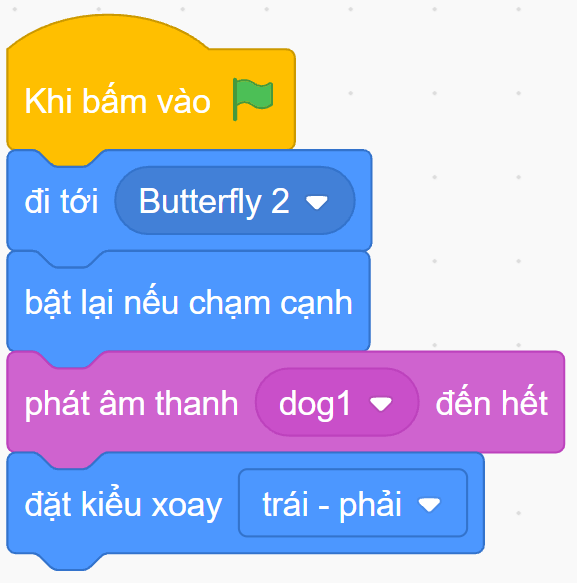 Khi bấm vào
đi tới Butterfly 2
bật lại nếu chạm cạnh
phát âm thanh dog1 đến hết
đặt kiểu xoay trái - phải